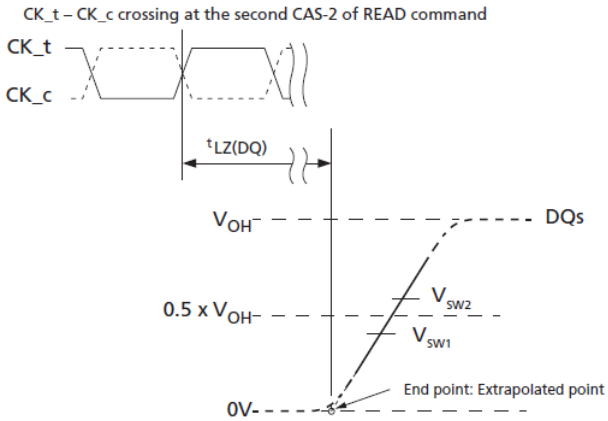 CK_t – CK_c crossing at the second CAS-2 of READ command
CK_t
CK_c
tLZ(DQ)
VOH
DQs
VSW2
0.5 x VOH
VSW1
End point: Extrapolated point
0V